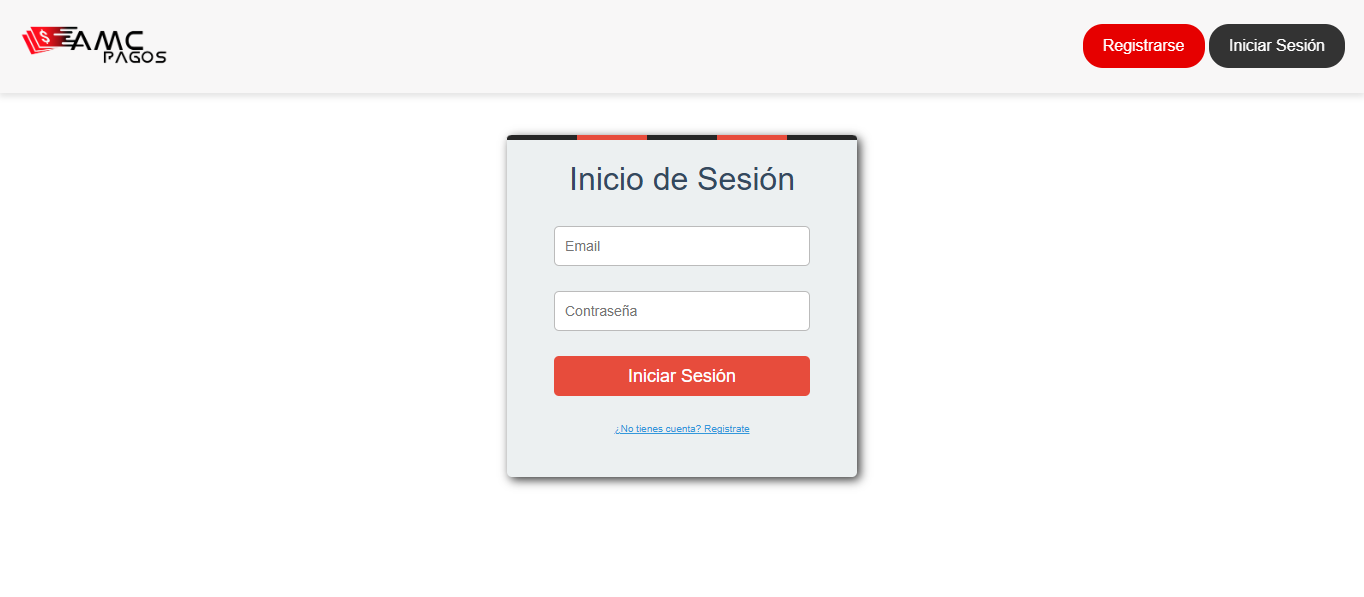 AMC
PAGOS
Registrarse
Iniciar Sesión
Inicio de Sesión
Email
Contraseña
Iniciar Sesión
¿No tienes cuenta? Registrate